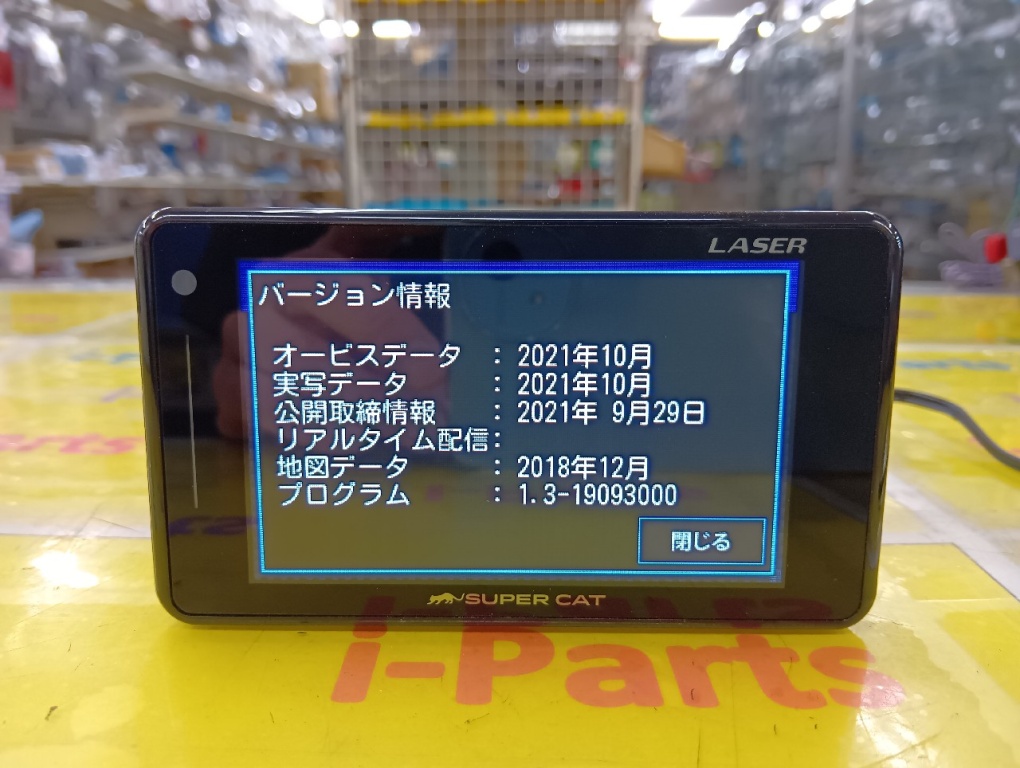 LASER
バージョン情報
オービスデータ : 2021年10月
実写データ : 2021年10月
公開取締情報 : 2021年 9月29日
リアルタイム配信:
地図データ : 2018年12月
プログラム : 1.3-19093000
閉じる
SUPER CAT
i-Parts